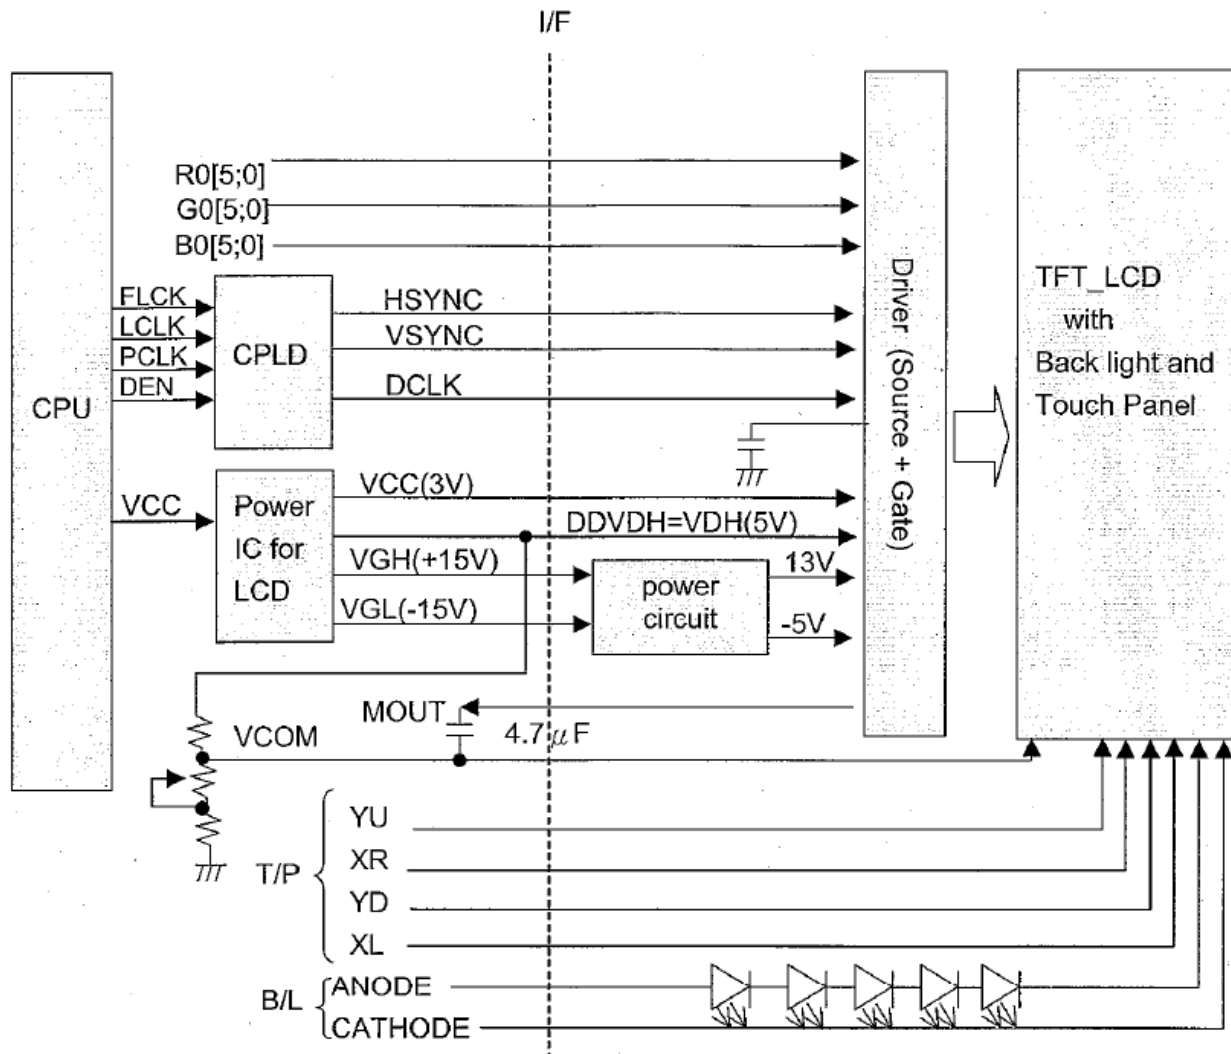 I/F
R0[5;0]
G0[5;0]
B0[5;0]
FLCK
LCLK
PCLK
DEN
CPU
CPLD
HSYNC
VSYNC
DCLK
Driver (Source + Gate)
TFT_LCD
with
Back light and
Touch Panel
VCC
Power
IC for
LCD
VCC(3V)
DDVDH=VDH(5V)
VGH(+15V)
VGL(-15V)
power
circuit
13V
-5V
MOUT
4.7μF
VCOM
T/P
YU
XR
YD
XL
B/L
ANODE
CATHODE